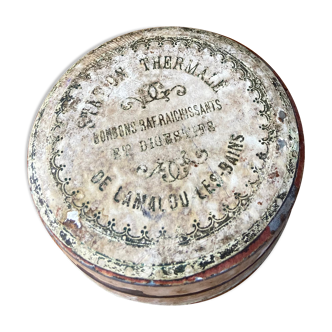 STATION THERMALE
BONBONS RAFRAICHISSANTS
ET DIGESTIFS
DE LAMALOU LES-BAINS